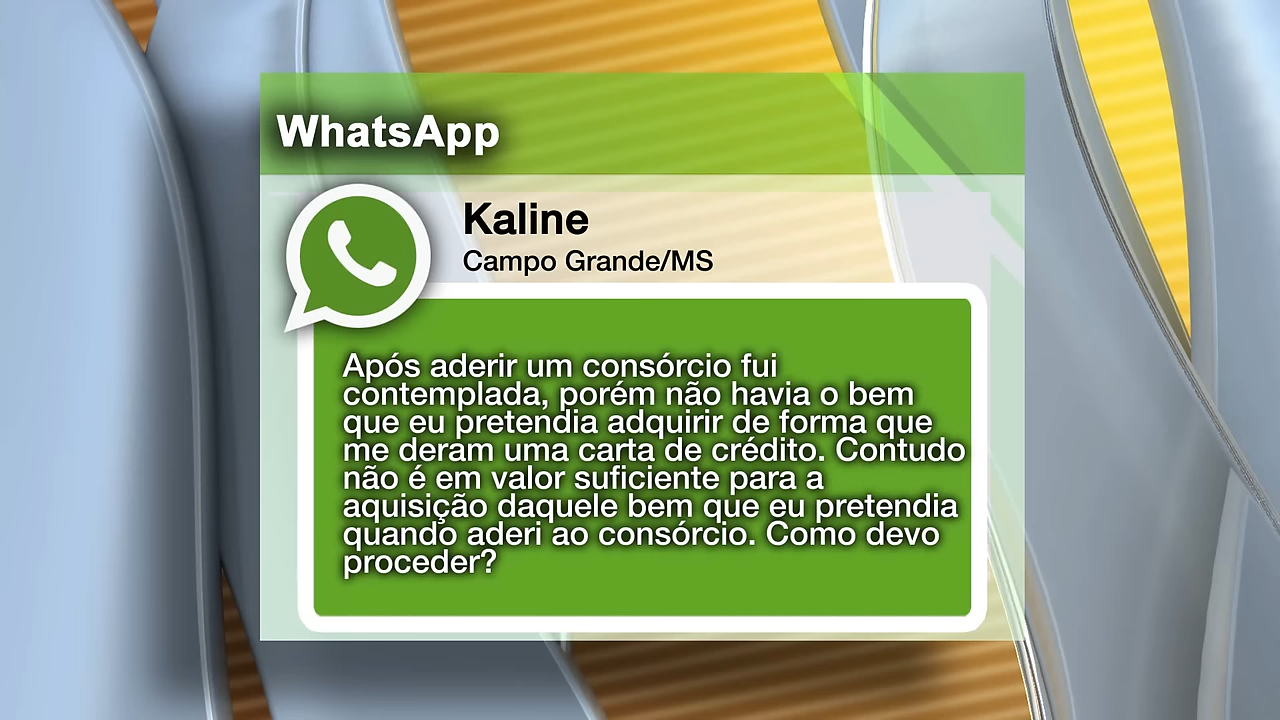 WhatsApp
Kaline
Campo Grande/MS
Após aderir um consórcio fui
contemplada, porém não havia o bem
que eu pretendia adquirir de forma que
me deram uma carta de crédito. Contudo
não é em valor suficiente para a
aquisição daquele bem que eu pretendia
quando aderi ao consórcio. Como devo
proceder?